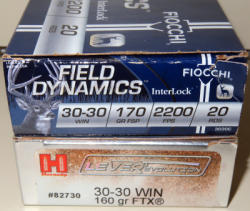 FIOCCHI
FIELD
DYNAMICS
InterLock
FIOCCHI
30-30 170 2200 20
WIN GR FSP FPS RDS
H
Hornady
LEVERevolution
#82730
30-30 WIN
160 gr FTX®